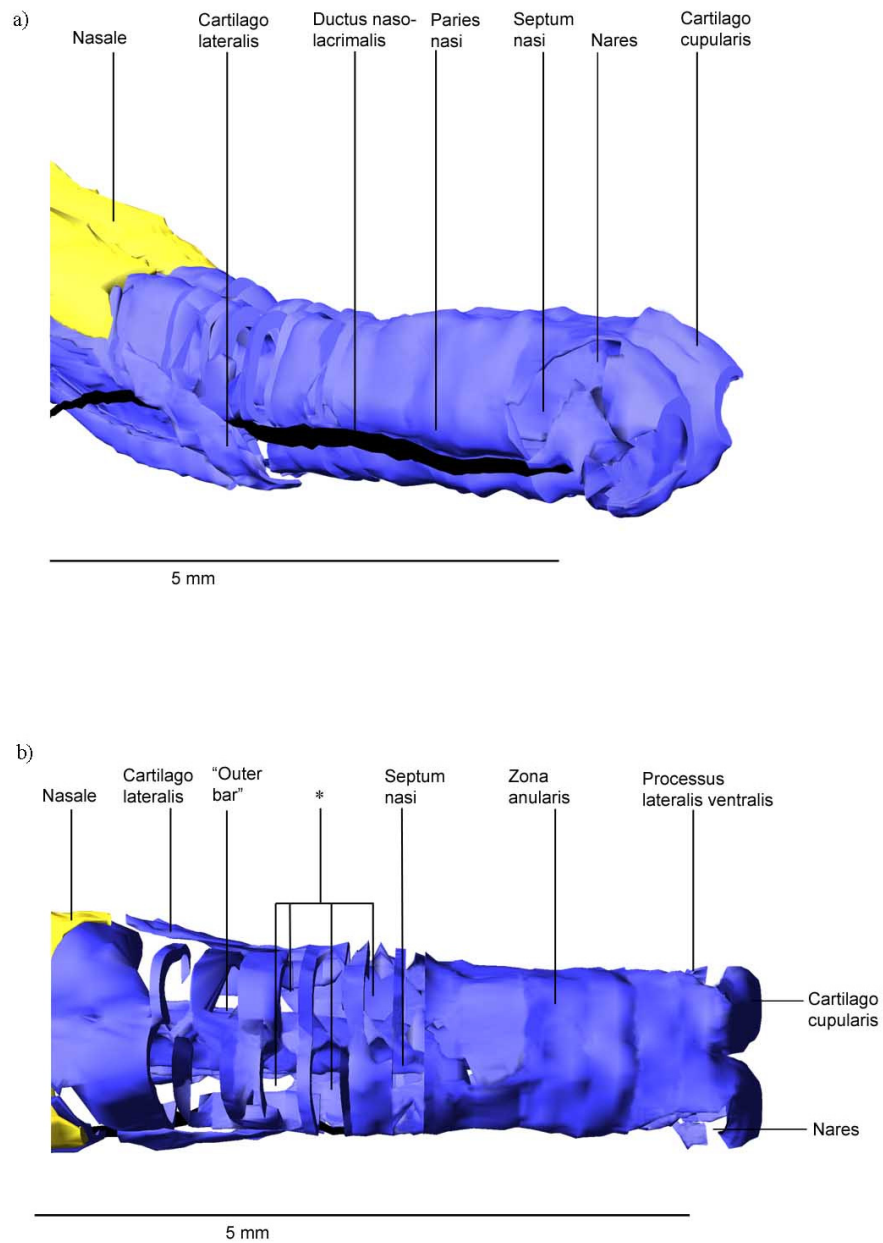 a)
Nasale
Cartilago
lateralis
Ductus naso-
lacrimalis
Paries
nasi
Septum
nasi
Nares
Cartilago
cupularis
5 mm
b)
Nasale
Cartilago
lateralis
“Outer
bar”
*
Septum
nasi
Zona
anularis
Processus
lateralis ventralis
Cartilago
cupularis
Nares
5 mm